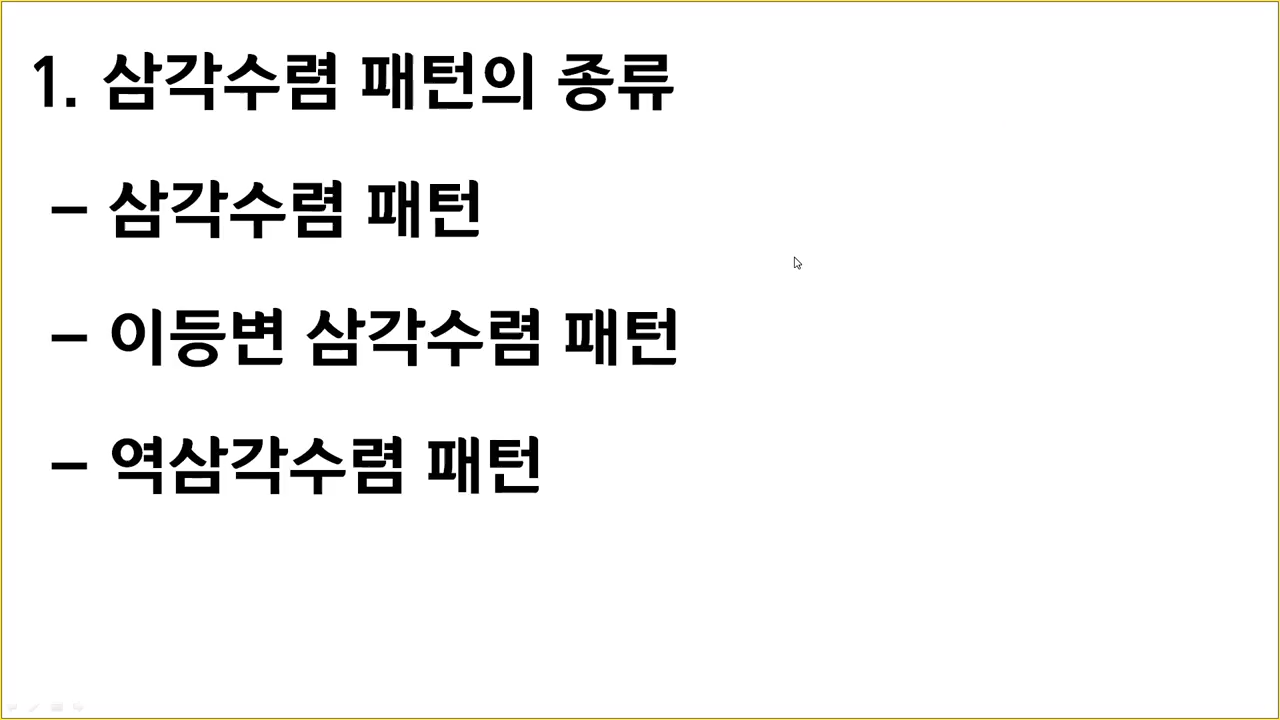 1. 삼각수렴 패턴의 종류
- 삼각수렴 패턴
- 이등변 삼각수렴 패턴
- 역삼각수렴 패턴